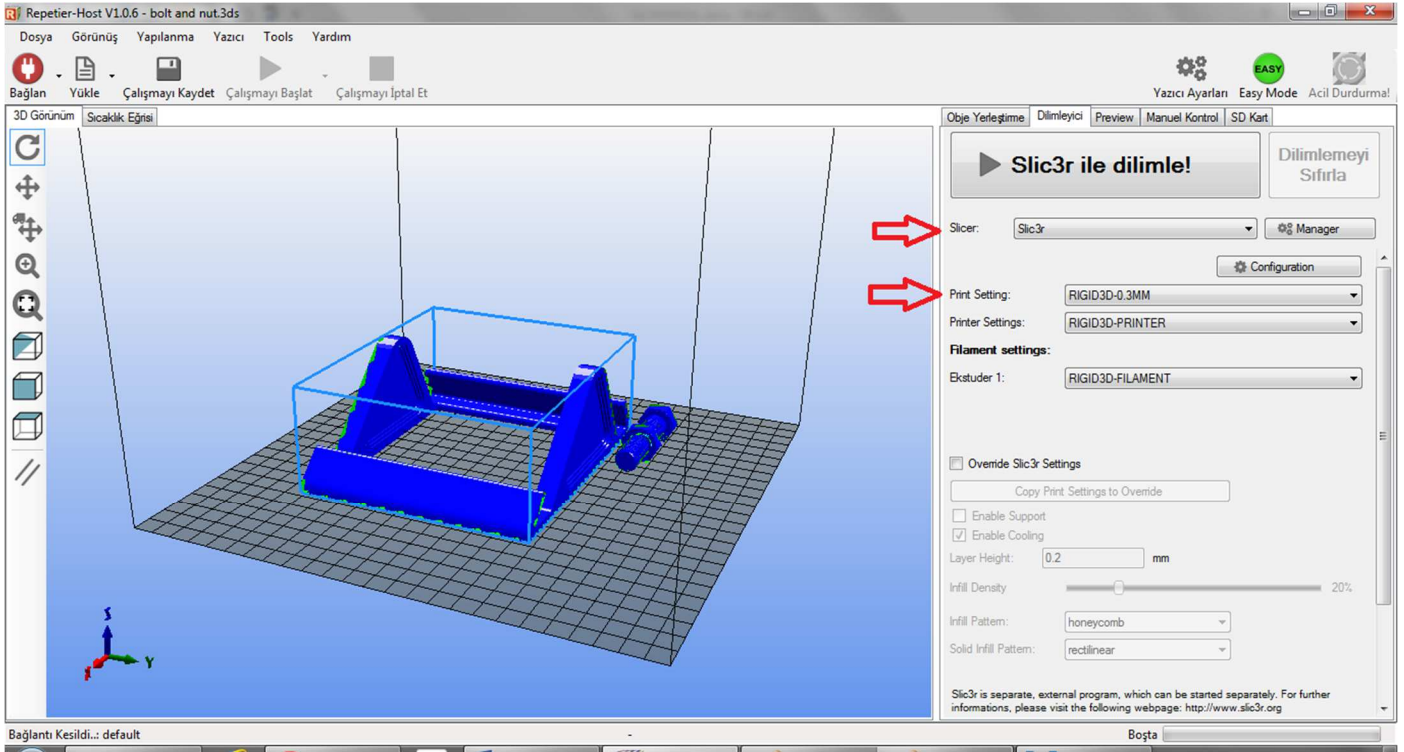 Repetier-Host V1.0.6 - bolt and nut.3ds
Dosya Görünüş Yapılanma Yazıcı Tools Yardım
EASY
Bağlan Yükle Çalışmayı Kaydet Çalışmayı Başlat Çalışmayı İptal Et Yazıcı Ayarları Easy Mode Acil Durdurma!
3D Görünüm Sıcaklık Eğrisi Obje Yerleştirme Dilimleyici Preview Manuel Kontrol SD Kart
Slic3r ile dilimle!
Dilimlemeyi
Sıfırla
Slicer: Slic3r Manager
Configuration
Print Setting: RIGID3D-0.3MM
Printer Settings: RIGID3D-PRINTER
Filament settings:
Ekstuder 1: RIGID3D-FILAMENT
Override Slic3r Settings
Copy Print Settings to Override
Enable Support
Enable Cooling
Layer Height: 0.2 mm
Infill Density 20%
Infill Pattern: honeycomb
Solid Infill Pattern: rectilinear
Slic3r is separate, external program, which can be started separately. For further
informations, please visit the following webpage: http://www.slic3r.org
Y
Bağlantı Kesildi..: default - Boşta